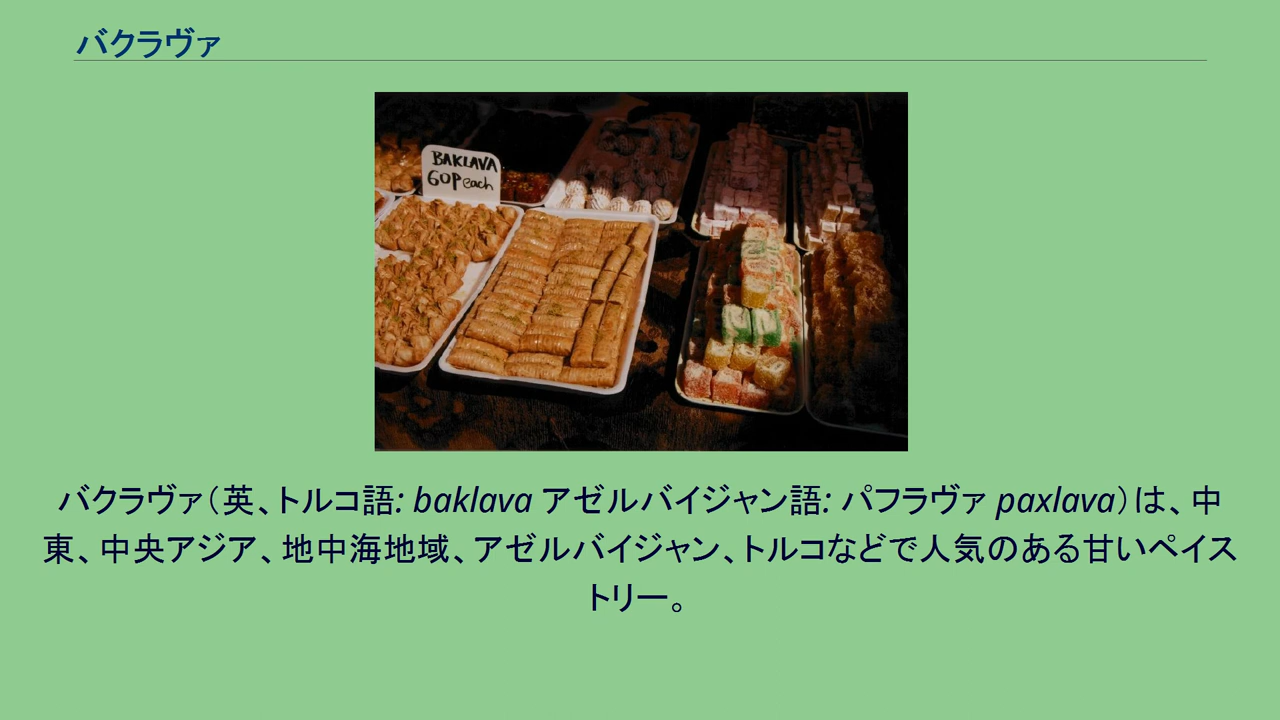 バクラヴァ
BAKLAVA
60P each
バクラヴァ（英、トルコ語: baklava アゼルバイジャン語: パフラヴァ paxlava）は、中
東、中央アジア、地中海地域、アゼルバイジャン、トルコなどで人気のある甘いペイス
トリー。